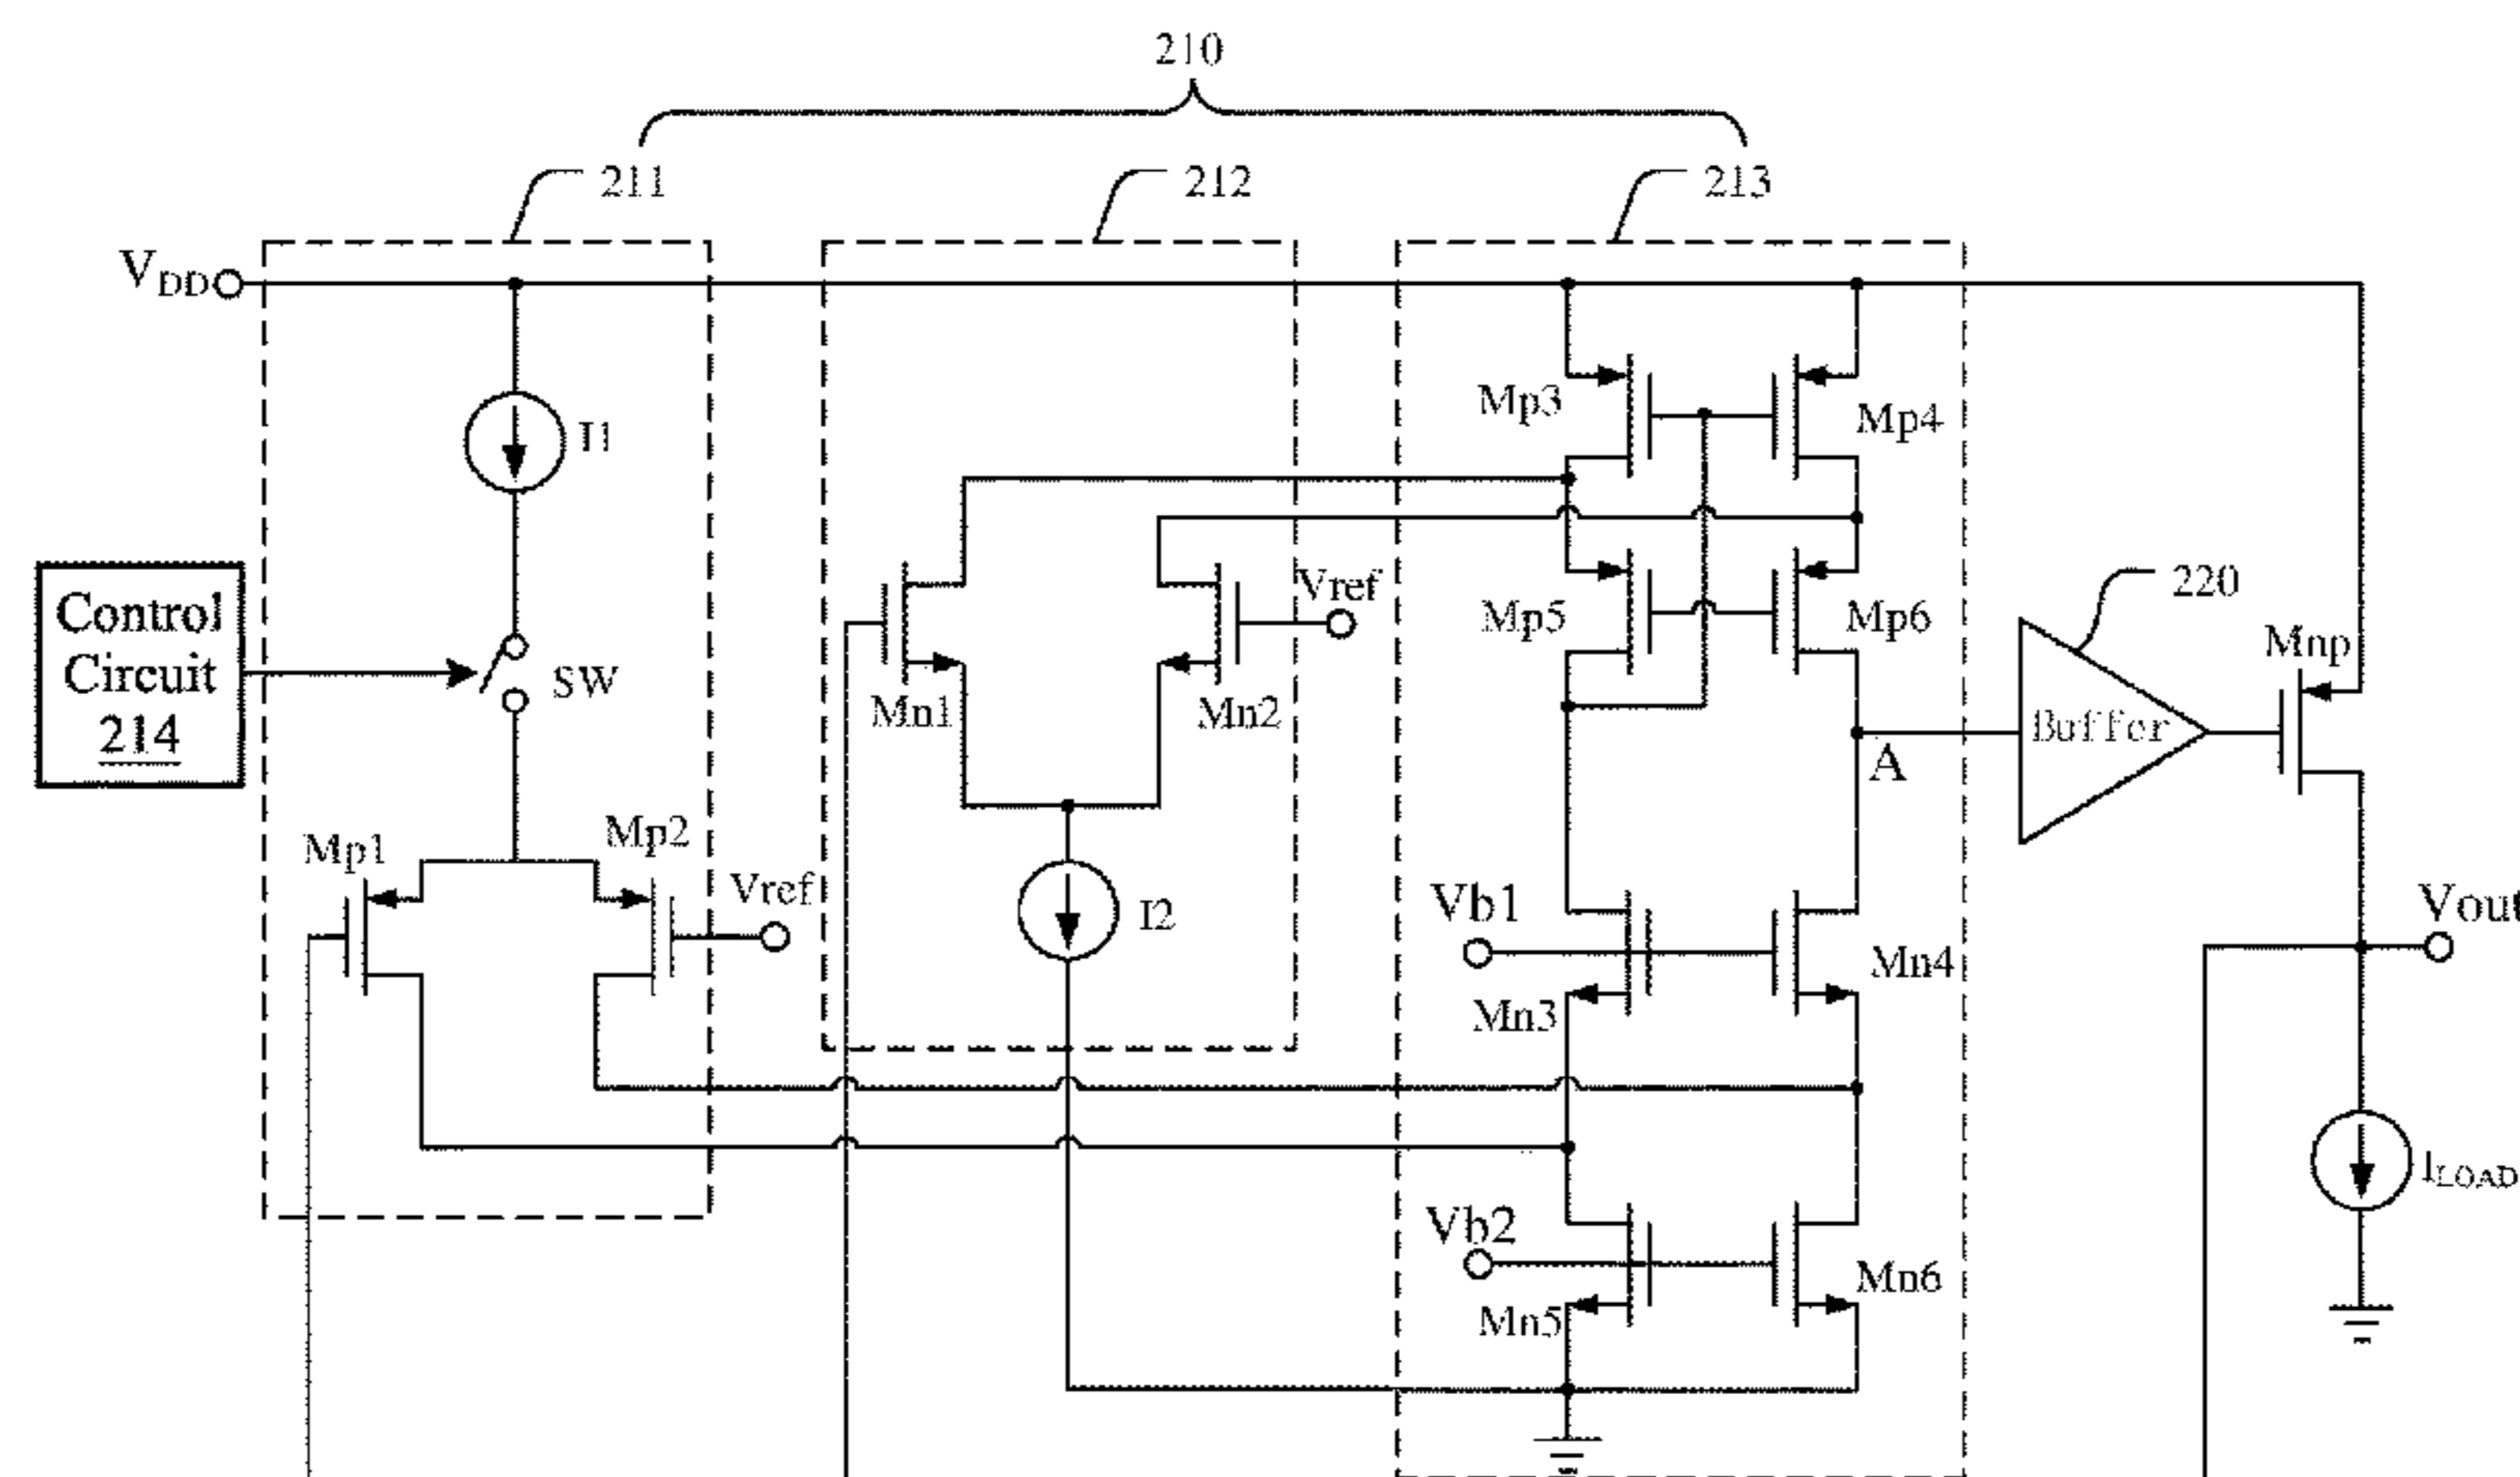 210
211
212
213
VDD
I1
Mp3
Mp4
Control
Circuit
214
SW
Vref
Mp5
Mp6
220
Mn1
Mn2
Mnp
Buffer
A
Mp1
Mp2
Vref
I2
Vb1
Vout
Mn4
Mn3
ILOAD
Vb2
Mn6
Mn5